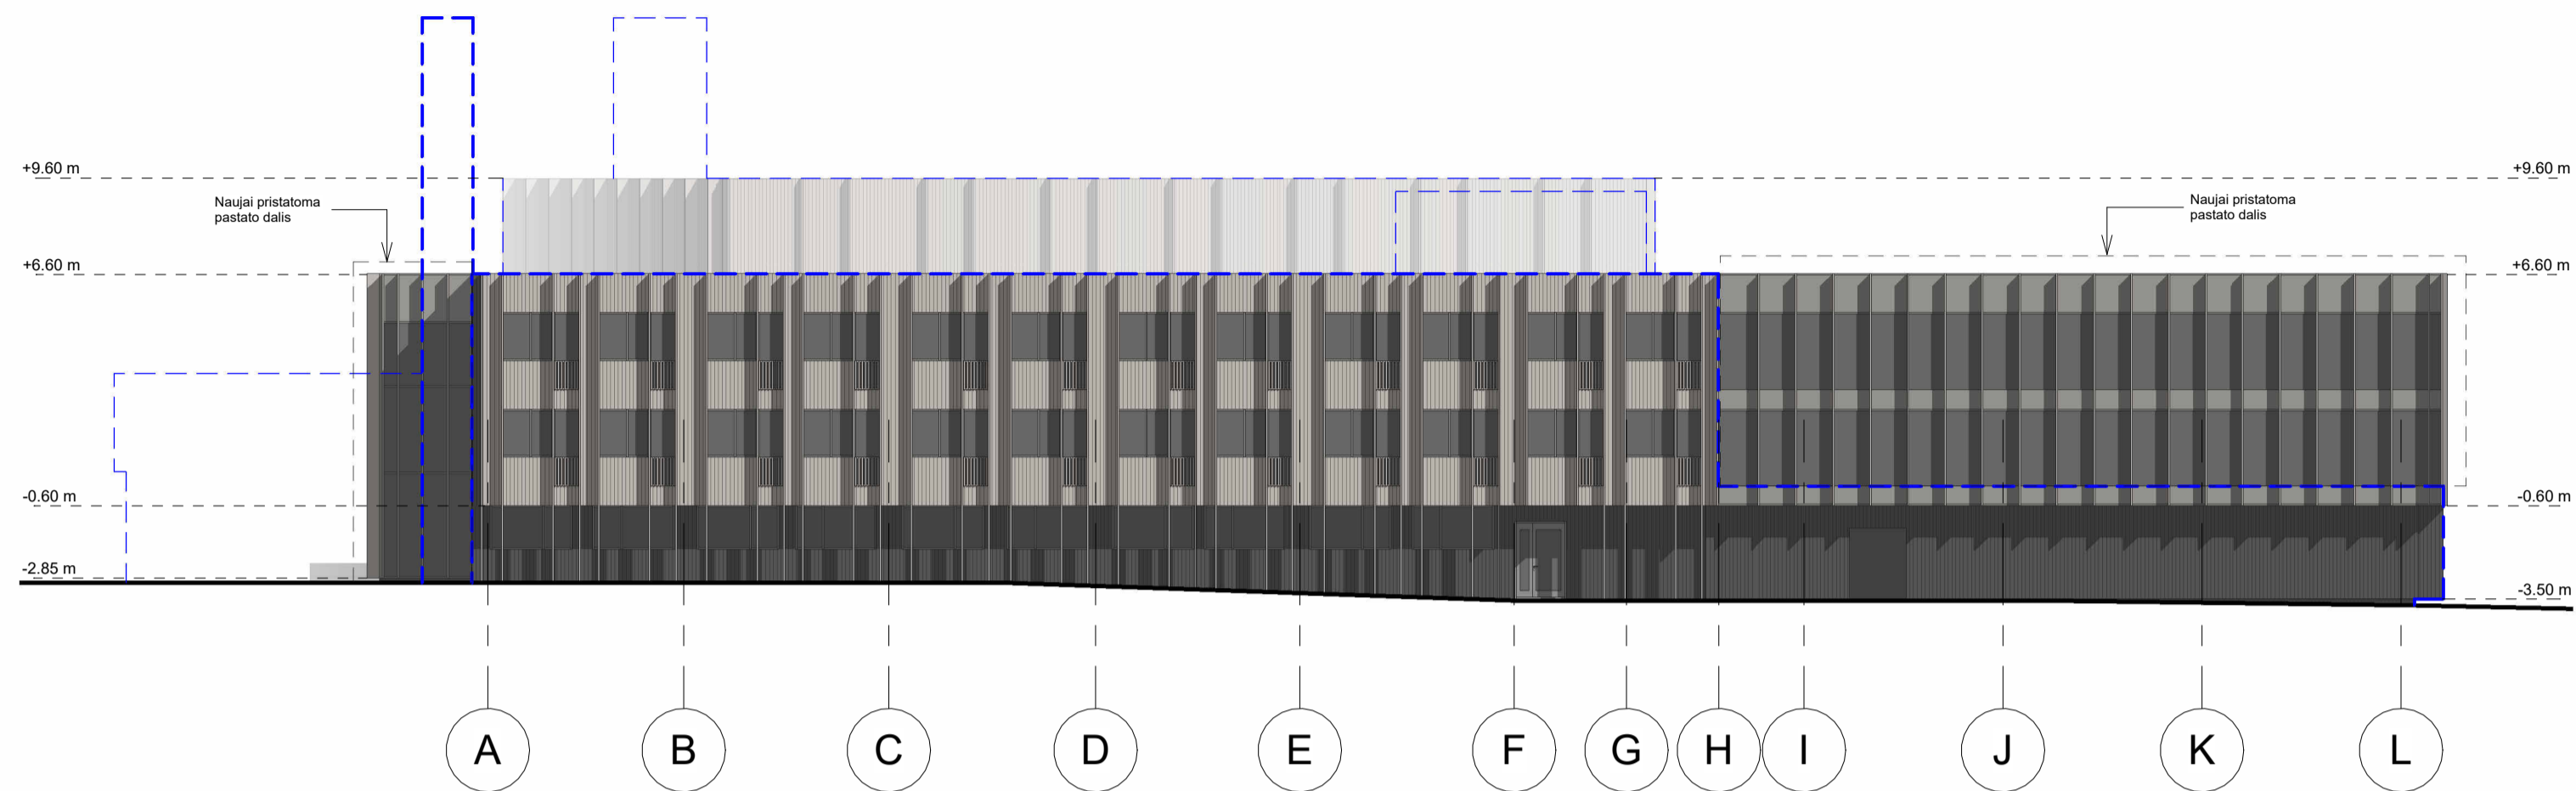 +9.60 m
+9.60 m
Naujai pristatoma
pastato dalis
Naujai pristatoma
pastato dalis
+6.60 m
+6.60 m
-0.60 m
-0.60 m
-2.85 m
-3.50 m
A
B
C
D
E
F
G
H
I
J
K
L